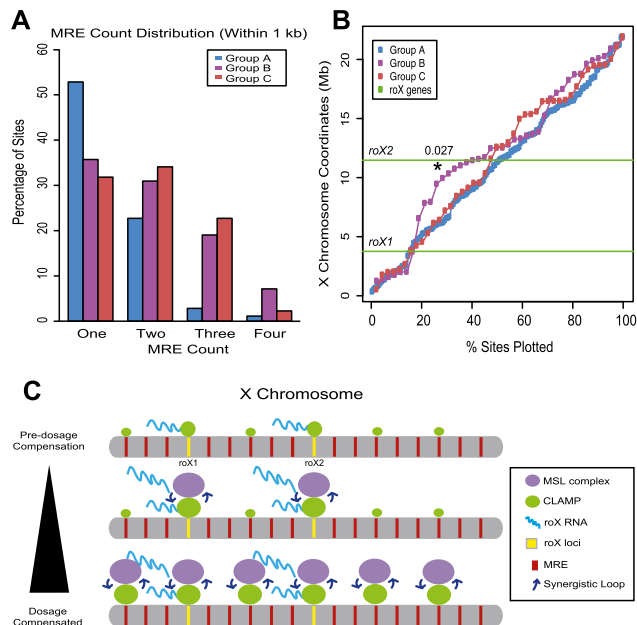 A
MRE Count Distribution (Within 1 kb)
Percentage of Sites
0
10
20
30
40
50
60
Group A
Group B
Group C
One Two Three Four
MRE Count
B
X Chromosome Coordinates (Mb)
0
5
10
15
20
Group A
Group B
Group C
roX genes
roX2
0.027
*
roX1
0 20 40 60 80 100
% Sites Plotted
C
X Chromosome
Pre-dosage
Compensation
Dosage
Compensated
roX1 roX2
MSL complex
CLAMP
roX RNA
roX loci
MRE
Synergistic Loop